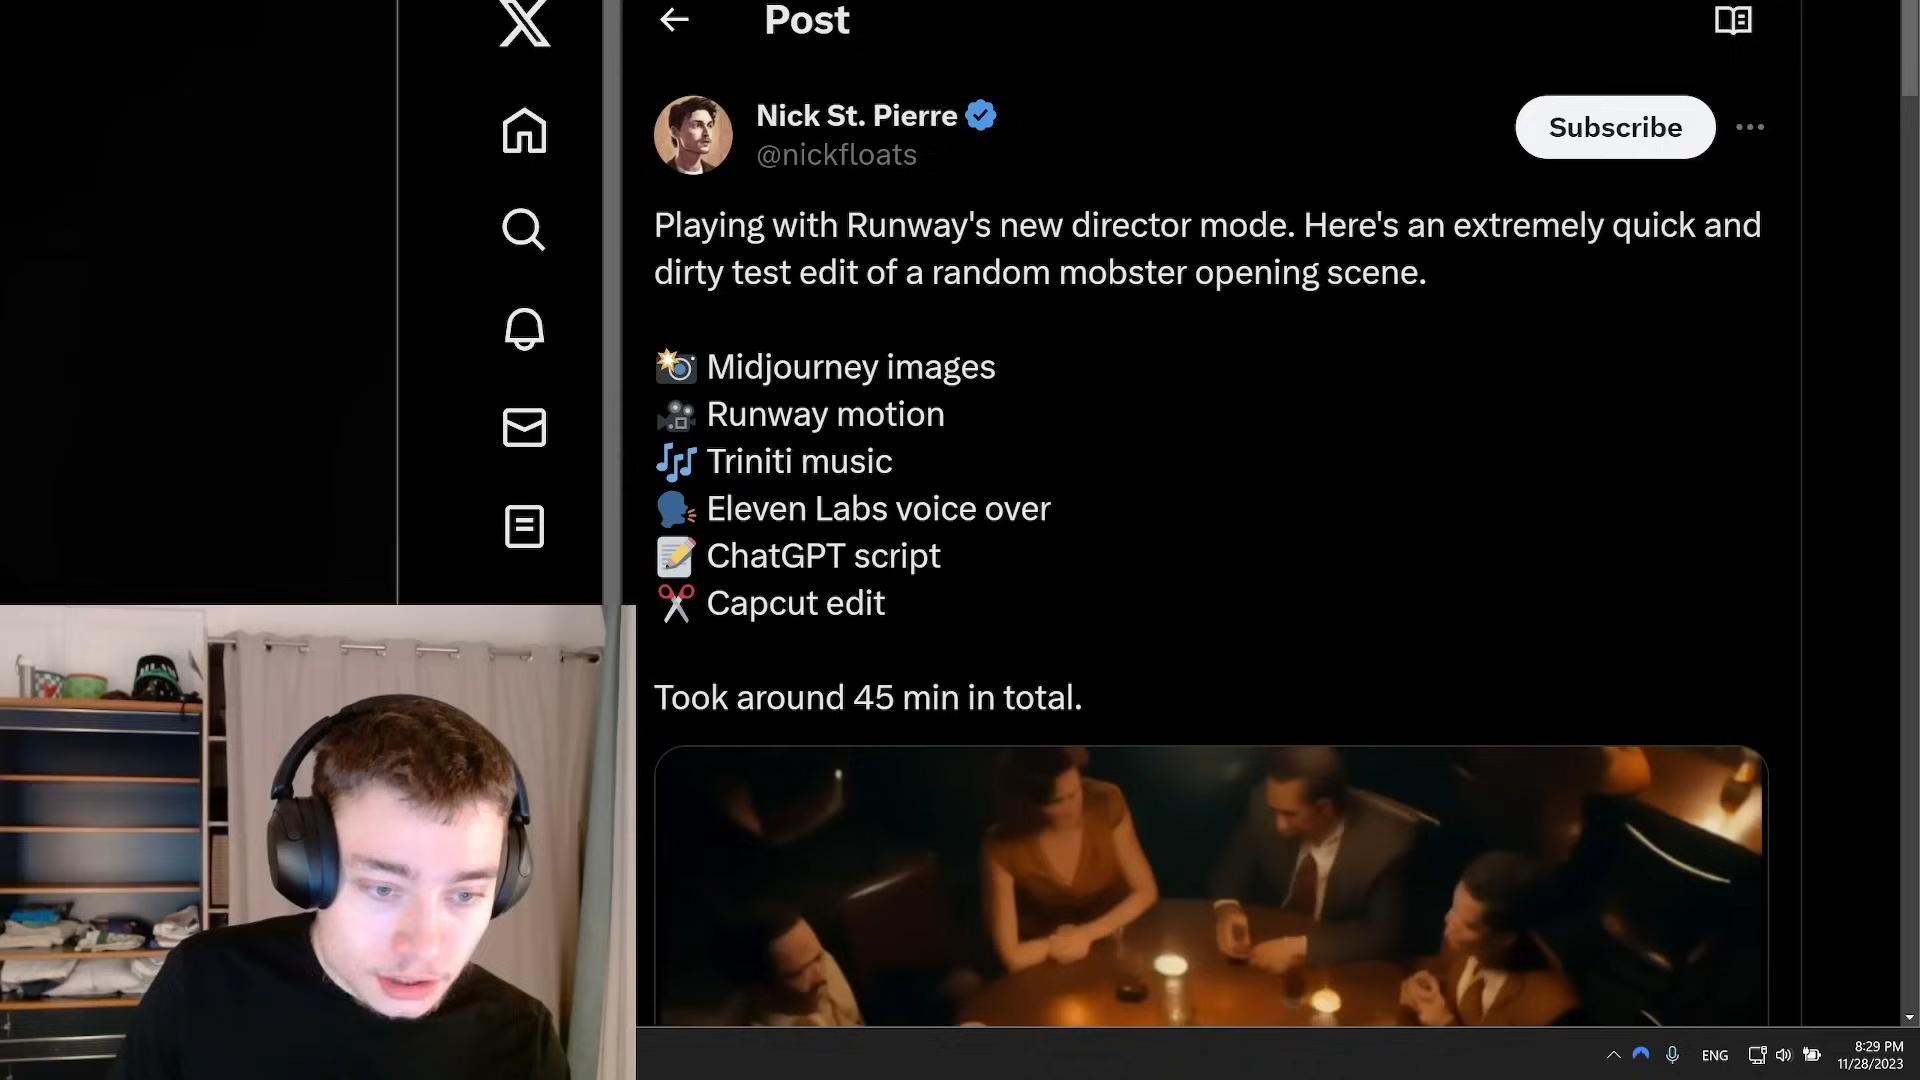 Post
Nick St. Pierre
@nickfloats
Subscribe
Playing with Runway's new director mode. Here's an extremely quick and
dirty test edit of a random mobster opening scene.
📸 Midjourney images
🎥 Runway motion
🎶 Triniti music
🗣️ Eleven Labs voice over
📝 ChatGPT script
✂️ Capcut edit
Took around 45 min in total.
ENG
8:29 PM
11/28/2023